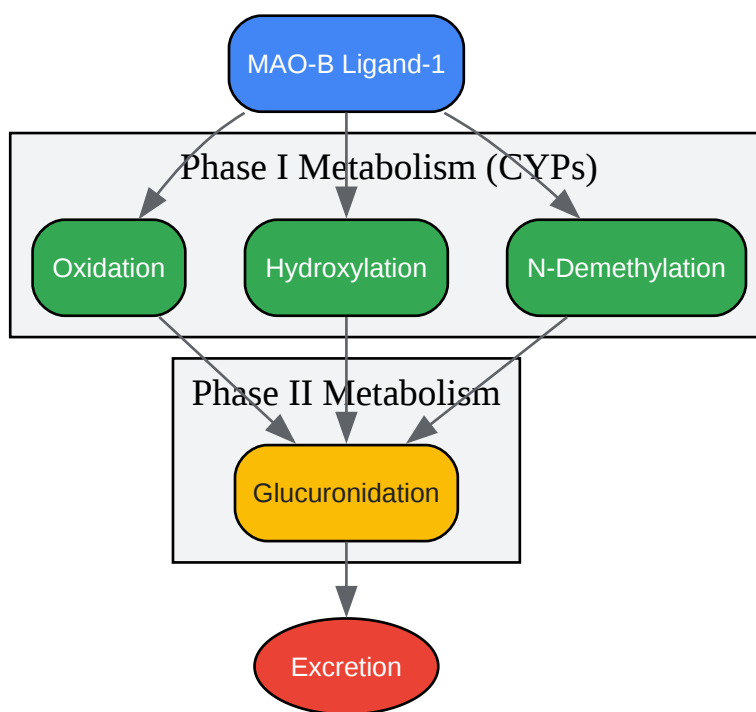 MAO-B Ligand-1
Phase I Metabolism (CYPs)
Oxidation
Hydroxylation
N-Demethylation
Phase II Metabolism
Glucuronidation
Excretion